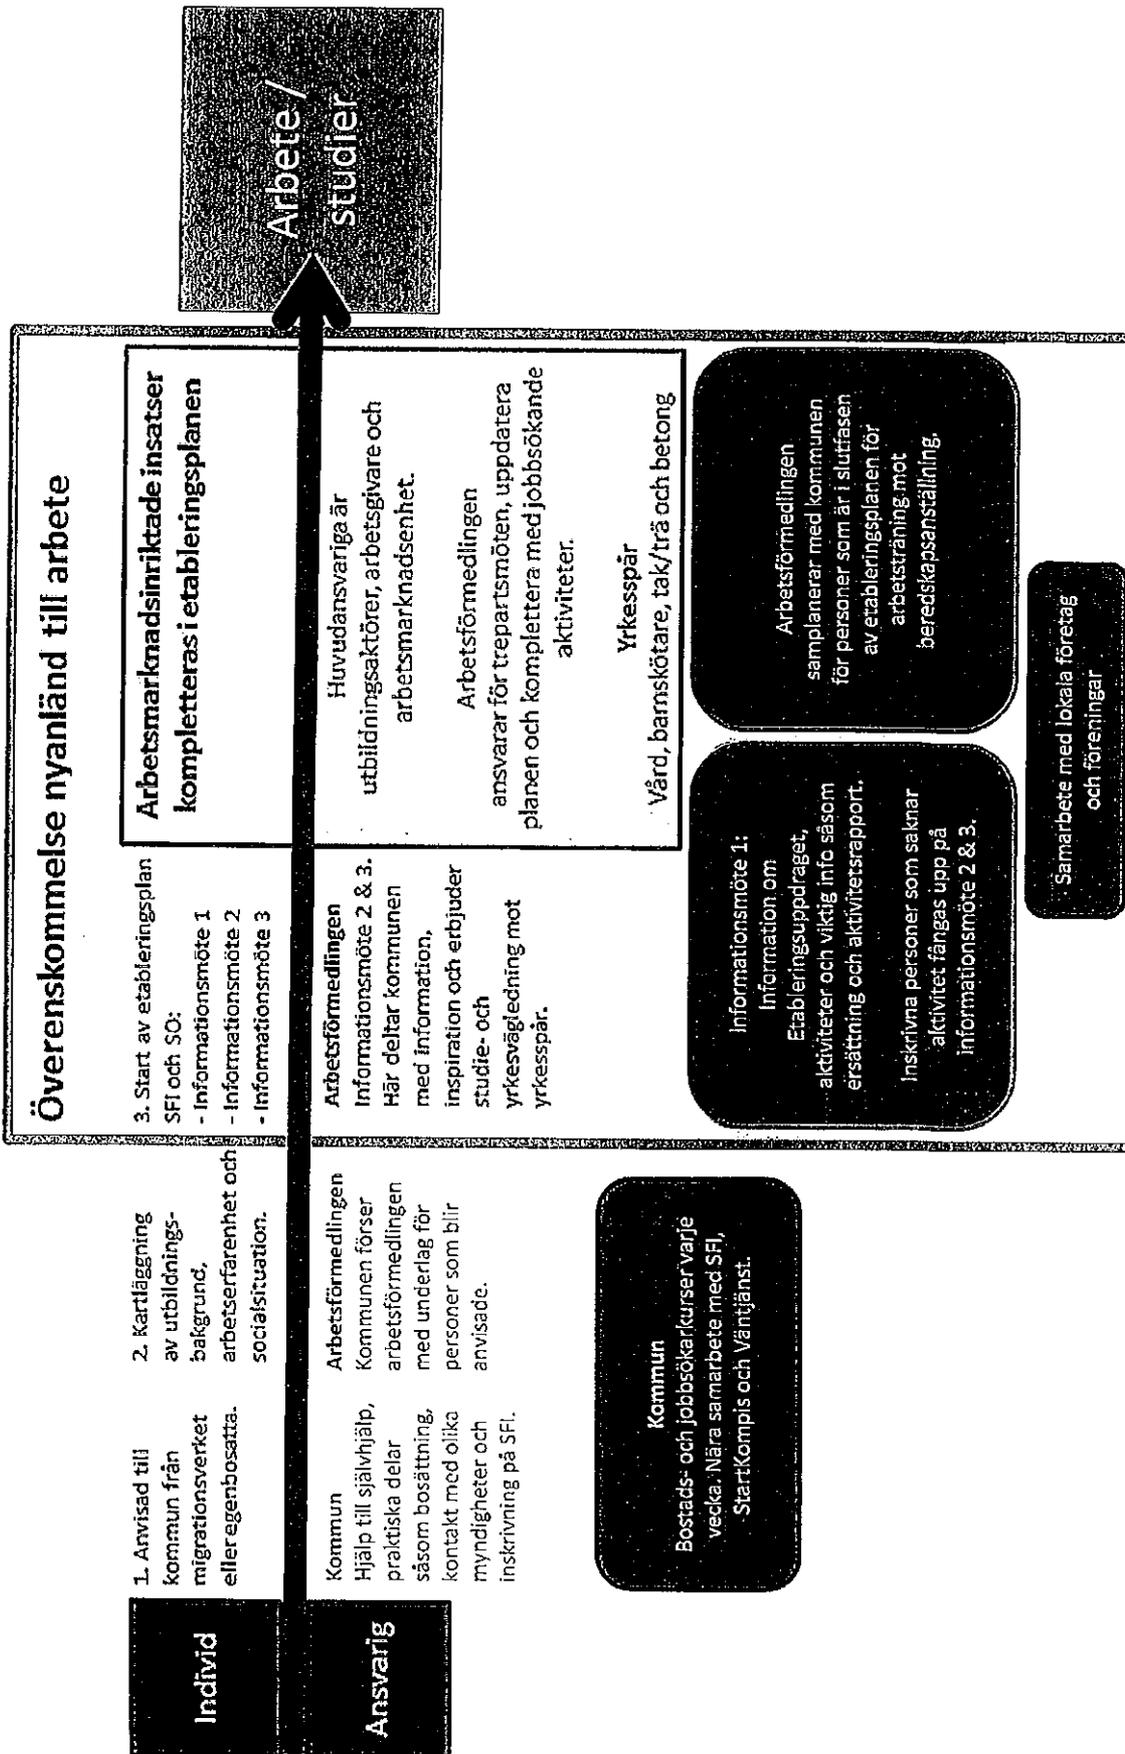 Överenskommelse nyanländ till arbete
Individ
1. Anvisad till
kommun från
migrationsverket
eller egenbosatta.
2. Kartläggning
av utbildnings-
bakgrund,
arbetserfarenhet och
socialsituation.
3. Start av etableringsplan
SFI och SO:
- Informationsmöte 1
- Informationsmöte 2
- Informationsmöte 3
Arbetsmarknadsinriktade insatser
kompletteras i etableringsplanen
Arbete /
studier
Ansvarig
Kommun
Hjälp till självhjälp,
praktiska delar
såsom bosättning,
kontakt med olika
myndigheter och
inskrivning på SFI.
Arbetsförmedlingen
Kommunen förser
arbetsförmedlingen
med underlag för
personer som blir
anvisade.
Arbetsförmedlingen
Informationsmöte 2 & 3.
Här deltar kommunen
med information,
inspiration och erbjuder
studie- och
yrkesvägledning mot
yrkesspår.
Huvudansvariga är
utbildningsaktörer, arbetsgivare och
arbetsmarknadsenhet.
Arbetsförmedlingen
ansvarar för trepartsmöten, uppdatera
planen och komplettera med jobbsökande
aktiviteter.
Yrkesspår
Vård, barnskötare, tak/trä och betong
Kommun
Bostads- och jobbsökarkurser varje
vecka. Nära samarbete med SFI,
StartKompis och Väntjänst.
Informationsmöte 1:
Information om
Etableringsuppdraget,
aktiviteter och viktig info såsom
ersättning och aktivitetsrapport.
Inskrivna personer som saknar
aktivitet fångas upp på
informationsmöte 2 & 3.
Arbetsförmedlingen
samplanerar med kommunen
för personer som är i slutfasen
av etableringsplanen för
arbetsträning mot
beredskapsanställning.
Samarbete med lokala företag
och föreningar